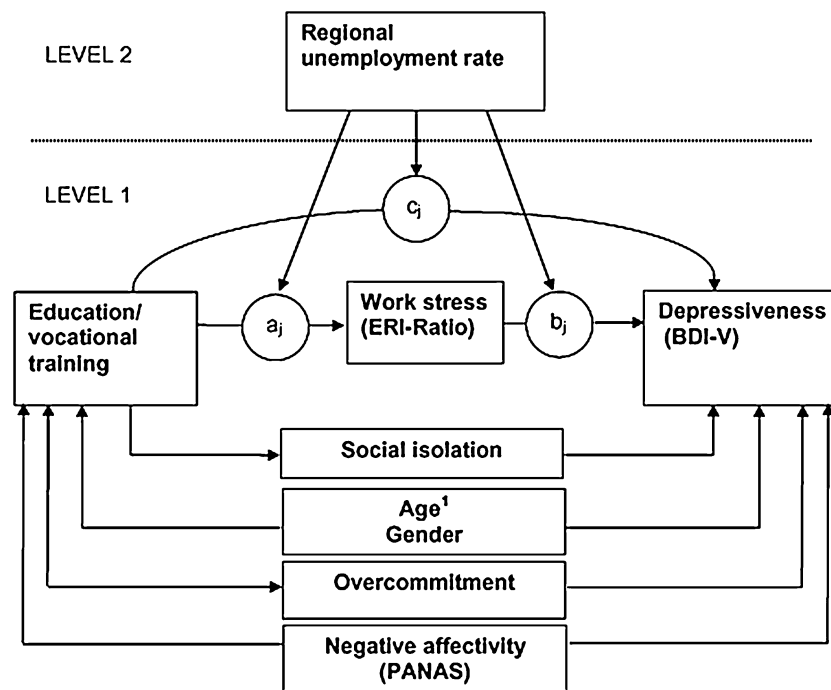 LEVEL 2
Regional
unemployment rate
LEVEL 1
cj
Education/
vocational
training
aj
Work stress
(ERI-Ratio)
bj
Depressiveness
(BDI-V)
Social isolation
Age1
Gender
Overcommitment
Negative affectivity
(PANAS)